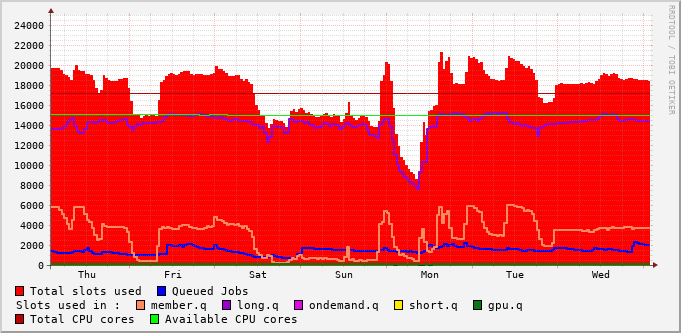 24000
22000
20000
18000
16000
14000
12000
10000
8000
6000
4000
2000
0
Thu Fri Sat Sun Mon Tue Wed
RRDTOOL / TOBI OETIKER
Total slots used Queued Jobs
Slots used in : member.q long.q ondemand.q short.q gpu.q
Total CPU cores Available CPU cores